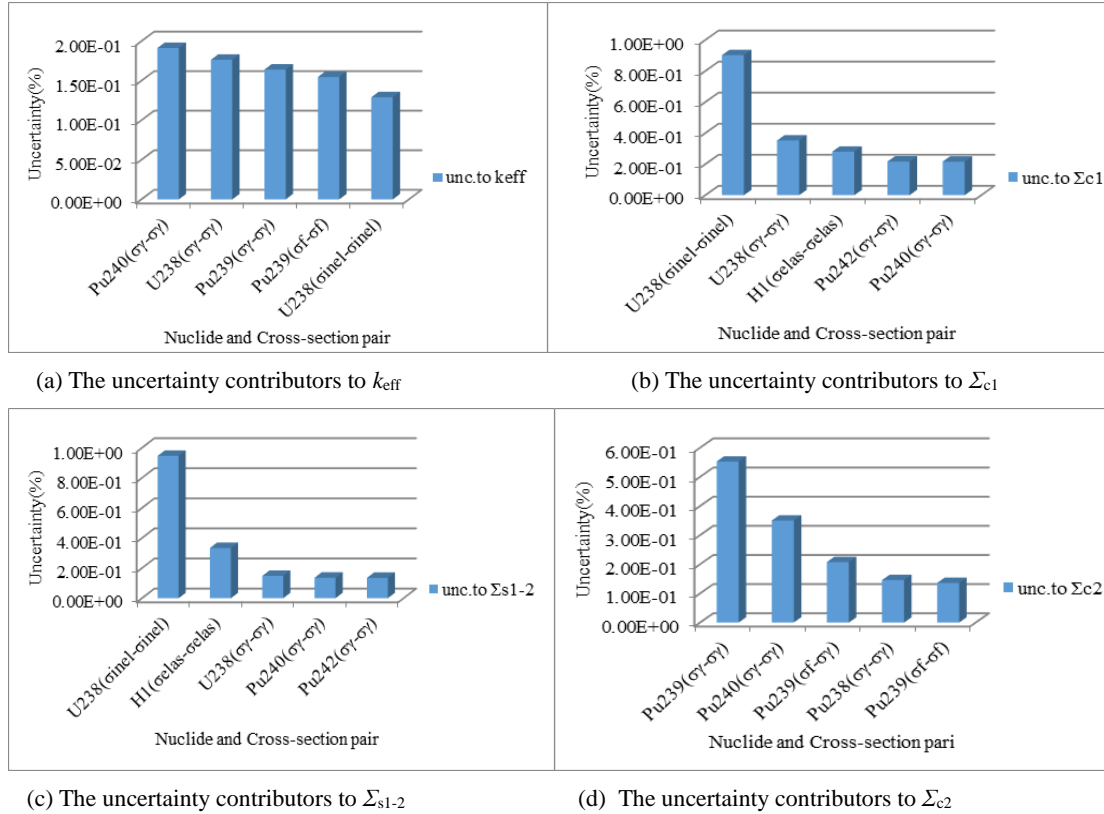 2.00E-01
1.50E-01
1.00E-01
5.00E-02
0.00E+00
Uncertainty(%)
Pu240(σγ-σγ)
U238(σγ-σγ)
Pu239(σγ-σγ)
Pu239(σf-σf)
U238(σinel-σinel)
Nuclide and Cross-section pair
unc.to keff
(a) The uncertainty contributors to keff
1.00E+00
8.00E-01
6.00E-01
4.00E-01
2.00E-01
0.00E+00
Uncertainty(%)
U238(σinel-σinel)
U238(σγ-σγ)
H1(σelas-σelas)
Pu242(σγ-σγ)
Pu240(σγ-σγ)
Nuclide and Cross-section pair
unc.to Σc1
(b) The uncertainty contributors to Σc1
1.00E+00
8.00E-01
6.00E-01
4.00E-01
2.00E-01
0.00E+00
Uncertainty(%)
U238(σinel-σinel)
H1(σelas-σelas)
U238(σγ-σγ)
Pu240(σγ-σγ)
Pu242(σγ-σγ)
Nuclide and Cross-section pair
unc.to Σs1-2
(c) The uncertainty contributors to Σs1-2
6.00E-01
5.00E-01
4.00E-01
3.00E-01
2.00E-01
1.00E-01
0.00E+00
Uncertainty(%)
Pu239(σγ-σγ)
Pu240(σγ-σγ)
Pu239(σf-σγ)
Pu238(σγ-σγ)
Pu239(σf-σf)
Nuclide and Cross-section pari
unc.to Σc2
(d) The uncertainty contributors to Σc2